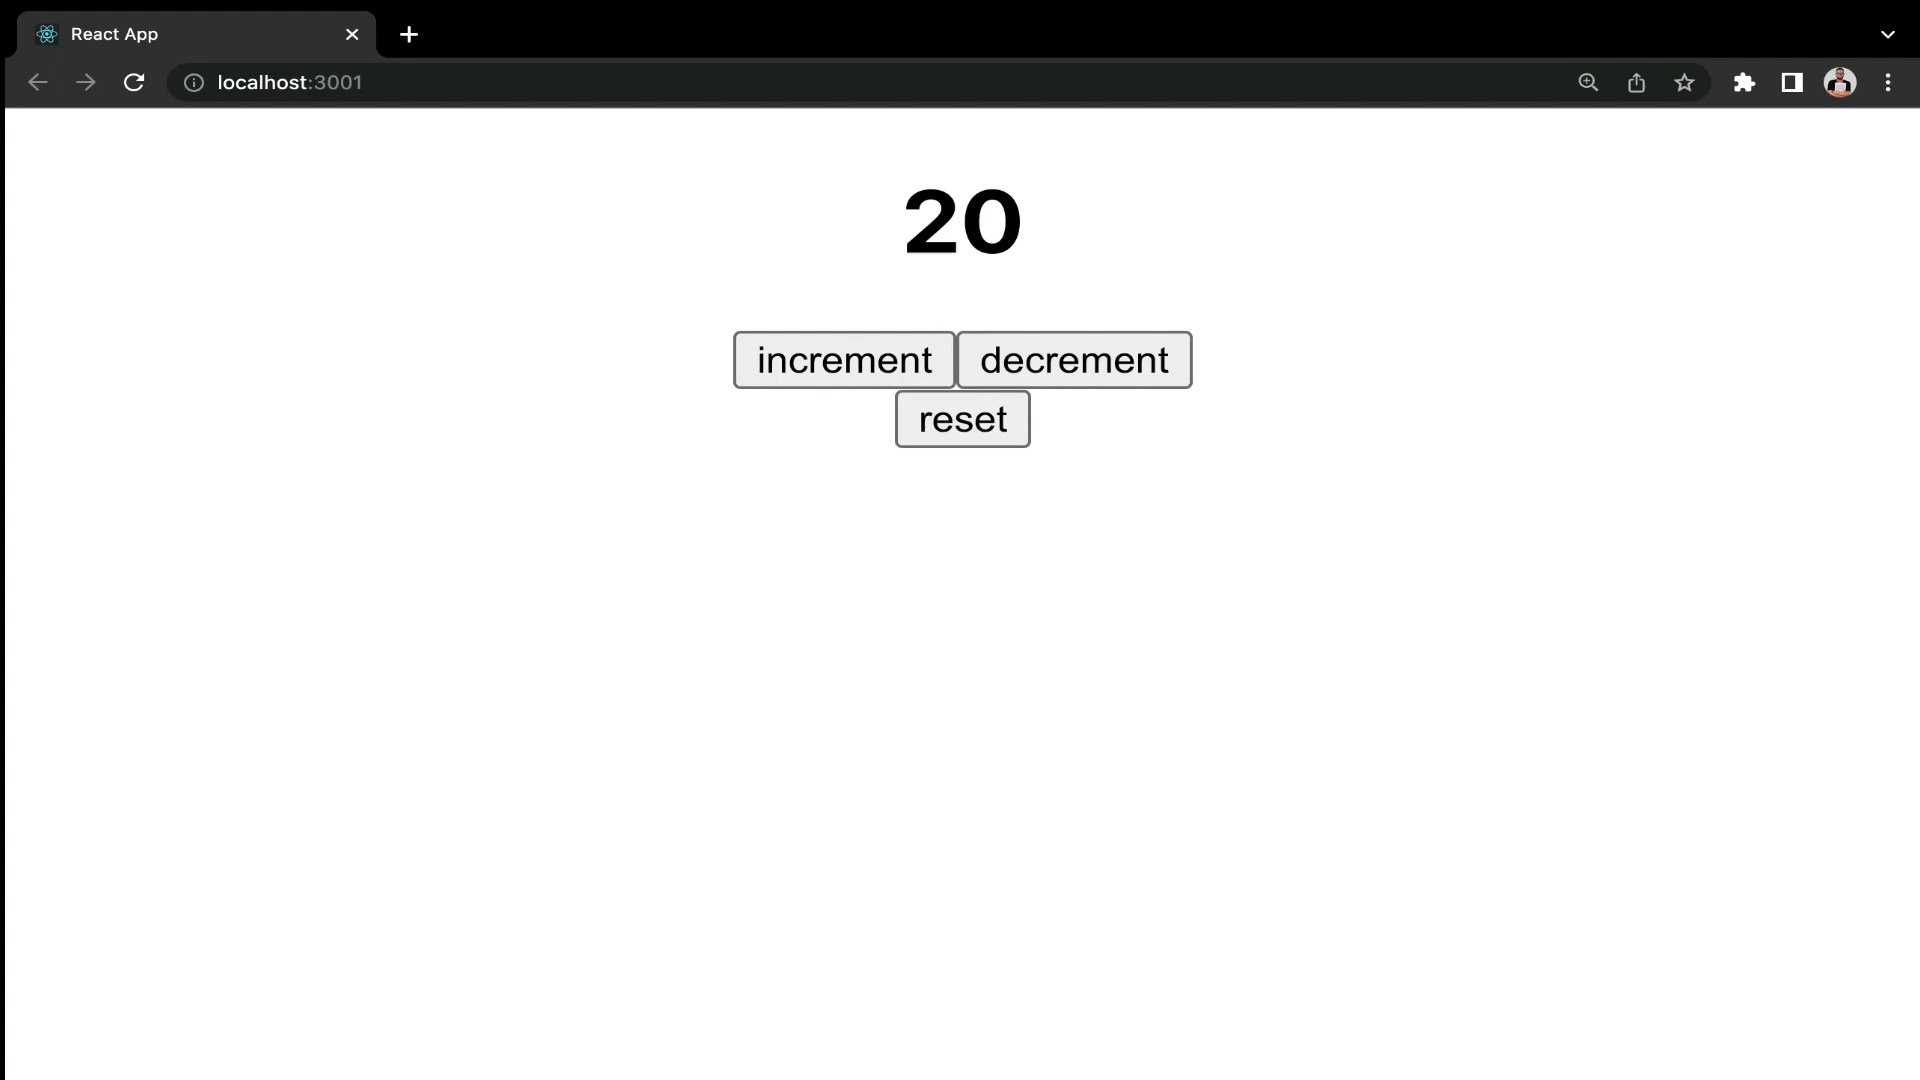 React App
localhost:3001
20
increment decrement
reset